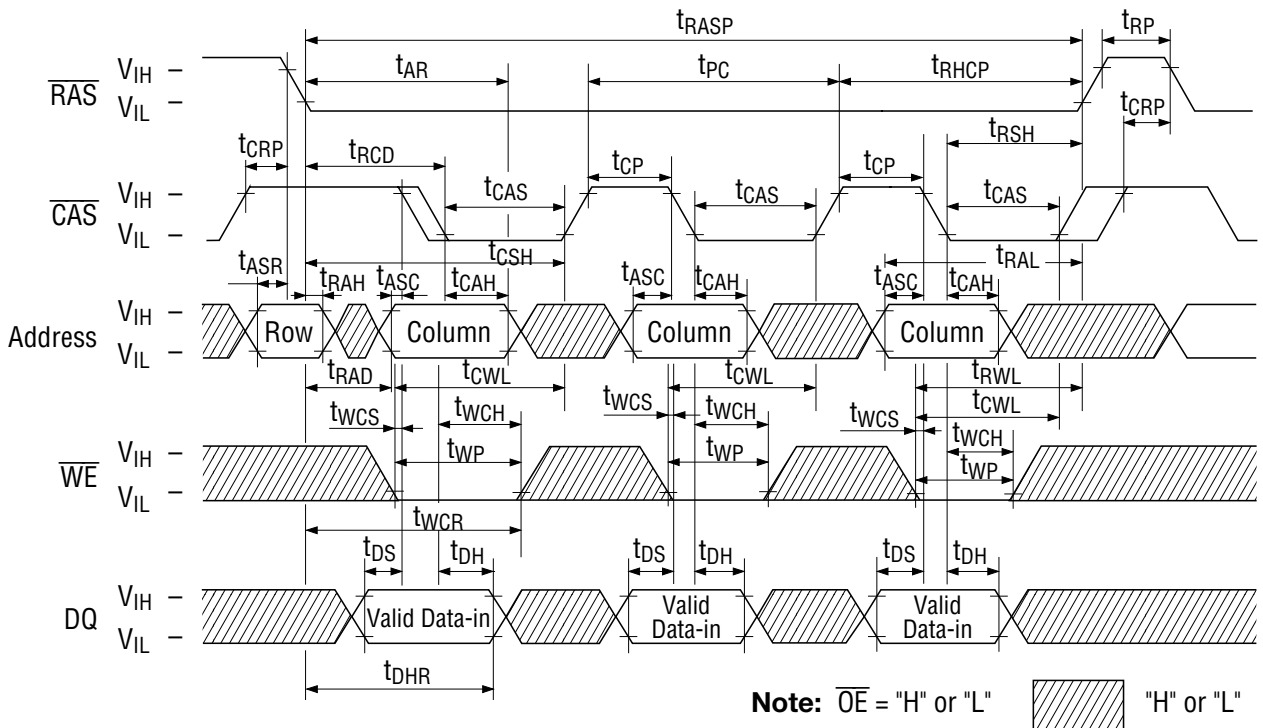 tRASP
tRP
tAR
tPC
tRHCP
RAS
VIH
VIL
tCRP
tRSH
tCRP
tRCD
tCP
tCP
tCAS
tCAS
tCAS
CAS
VIH
VIL
tCSH
tRAL
tASR
tRAH
tASC
tCAH
tASC
tCAH
tASC
tCAH
Address
VIH
VIL
Row
Column
Column
Column
tRAD
tCWL
tCWL
tRWL
tWCS
tWCH
tWCS
tWCH
tWCS
tCWL
tWCH
tWP
tWP
tWP
WE
VIH
VIL
tWCR
tDS
tDH
tDS
tDH
tDS
tDH
DQ
VIH
VIL
Valid Data-in
Valid
Data-in
Valid
Data-in
tDHR
Note: OE = "H" or "L"
"H" or "L"